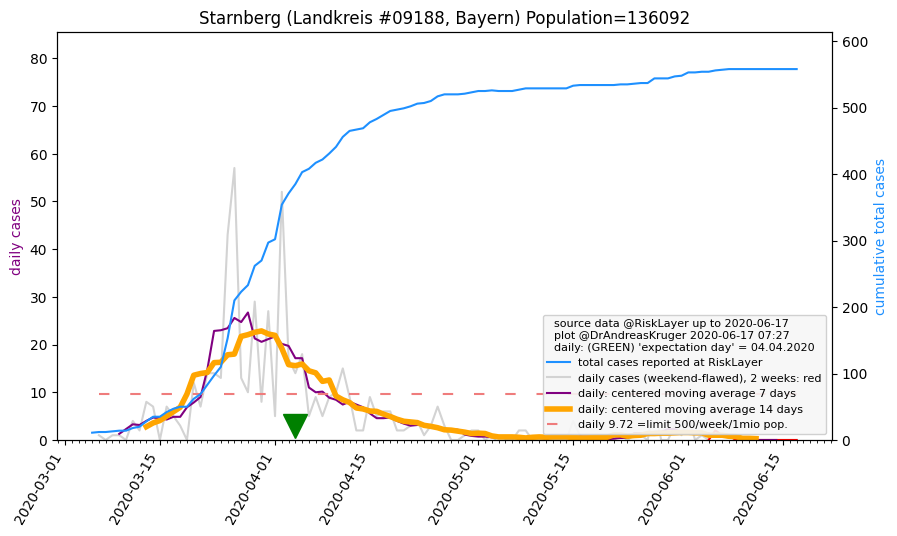 Starnberg (Landkreis #09188, Bayern) Population=136092
daily cases
80
70
60
50
40
30
20
10
0
600
500
400
300
200
100
0
cumulative total cases
source data @RiskLayer up to 2020-06-17
plot @DrAndreasKruger 2020-06-17 07:27
daily: (GREEN) 'expectation day' = 04.04.2020
total cases reported at RiskLayer
daily cases (weekend-flawed), 2 weeks: red
daily: centered moving average 7 days
daily: centered moving average 14 days
daily 9.72 =limit 500/week/1mio pop.
2020-03-01
2020-03-15
2020-04-01
2020-04-15
2020-05-01
2020-05-15
2020-06-01
2020-06-15